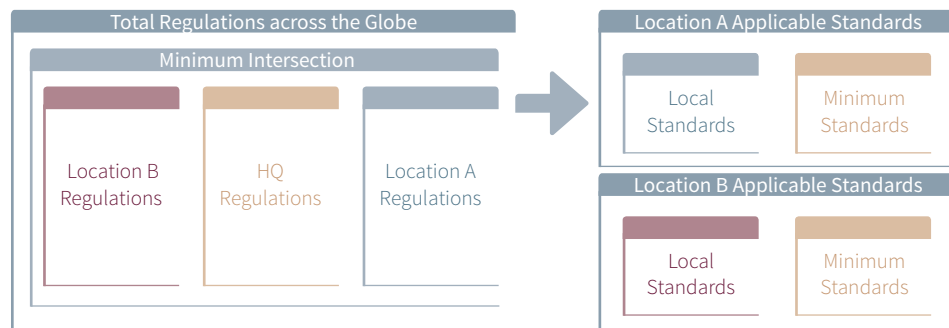 Total Regulations across the Globe
Minimum Intersection
Location B
Regulations
HQ
Regulations
Location A
Regulations
Location A Applicable Standards
Local
Standards
Minimum
Standards
Location B Applicable Standards
Local
Standards
Minimum
Standards